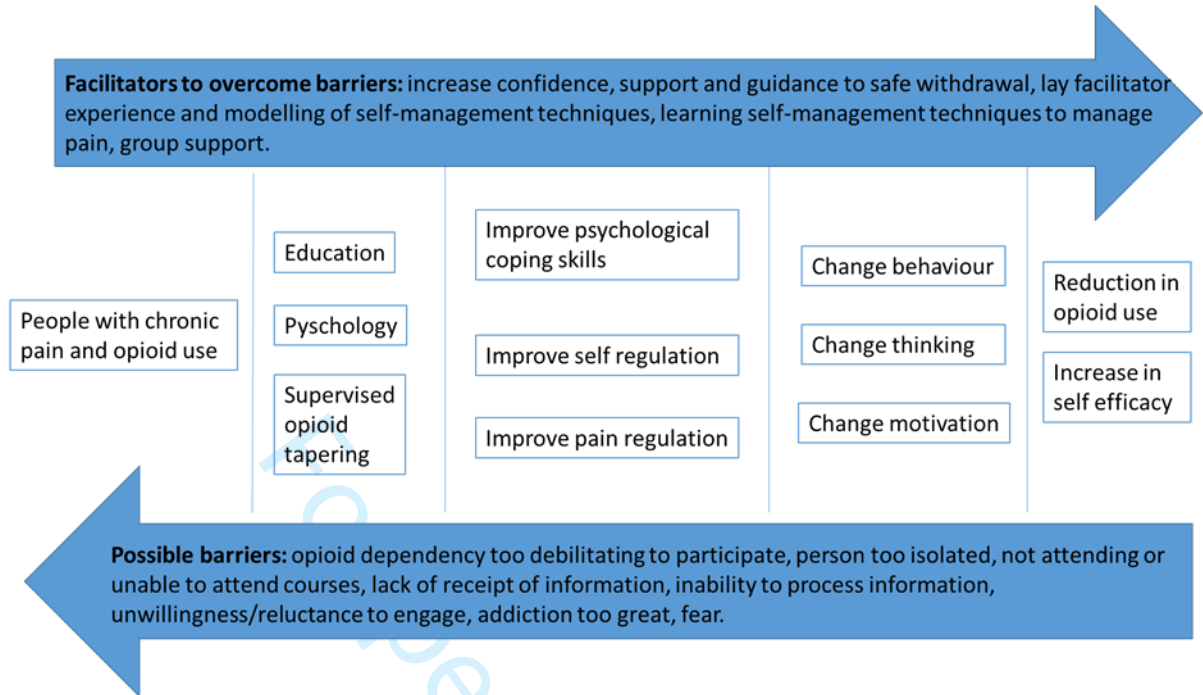 Facilitators to overcome barriers: increase confidence, support and guidance to safe withdrawal, lay facilitator
experience and modelling of self-management techniques, learning self-management techniques to manage
pain, group support.
People with chronic
pain and opioid use
Education
Pyschology
Supervised
opioid
tapering
Improve psychological
coping skills
Improve self regulation
Improve pain regulation
Change behaviour
Change thinking
Change motivation
Reduction in
opioid use
Increase in
self efficacy
Possible barriers: opioid dependency too debilitating to participate, person too isolated, not attending or
unable to attend courses, lack of receipt of information, inability to process information,
unwillingness/reluctance to engage, addiction too great, fear.
For pe